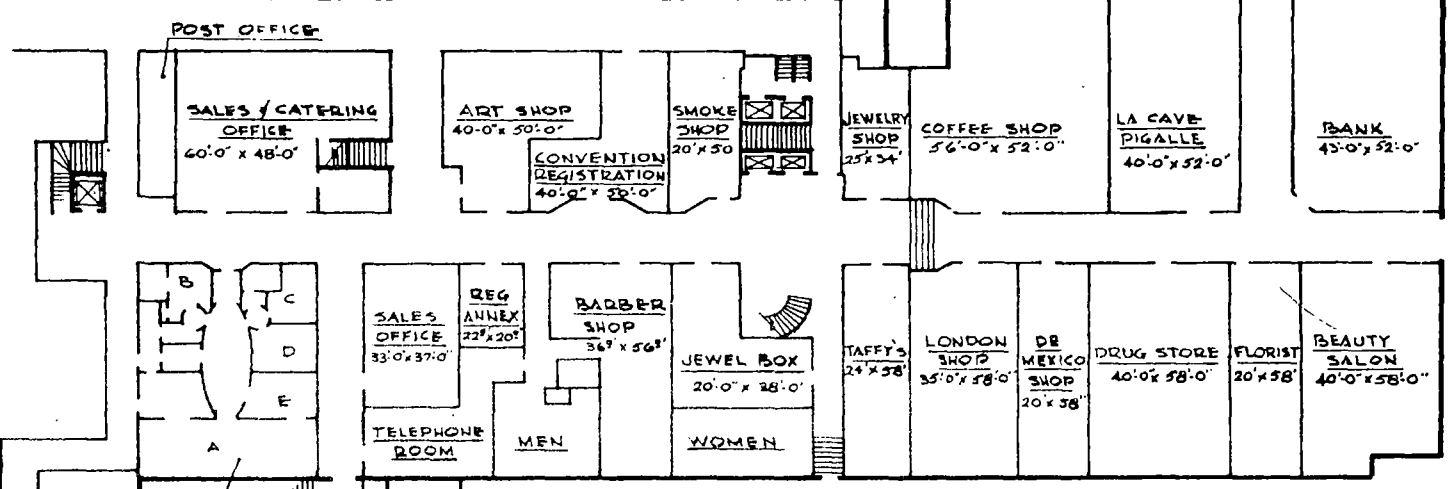 POST OFFICE
SALES & CATERING
OFFICE
60'-0" X 48'-0"
ART SHOP
40'-0" x 50'-0"
CONVENTION
REGISTRATION
40'-0" x 50'-0"
SMOKE
SHOP
20' x 50
JEWELRY
SHOP
25' x 34'
COFFEE SHOP
56'-0" x 52'-0"
LA CAVE
PIGALLE
40'-0" x 52'-0"
BANK
43'-0" x 52'-0"
B
C
D
E
A
SALES
OFFICE
33'-0" x 37'-0"
REG
ANNEX
BARBER
SHOP
JEWEL BOX
20'-0" x 38'-0"
TELEPHONE
ROOM
MEN
WOMEN
TAFFY'S
24' x 58'
LONDON
SHOP
35'-0" x 58'-0"
DE
MEXICO
SHOP
20' x 58'
DRUG STORE
40'-0" x 58'-0"
FLORIST
20' x 58'
BEAUTY
SALON
40'-0" x 58'-0"